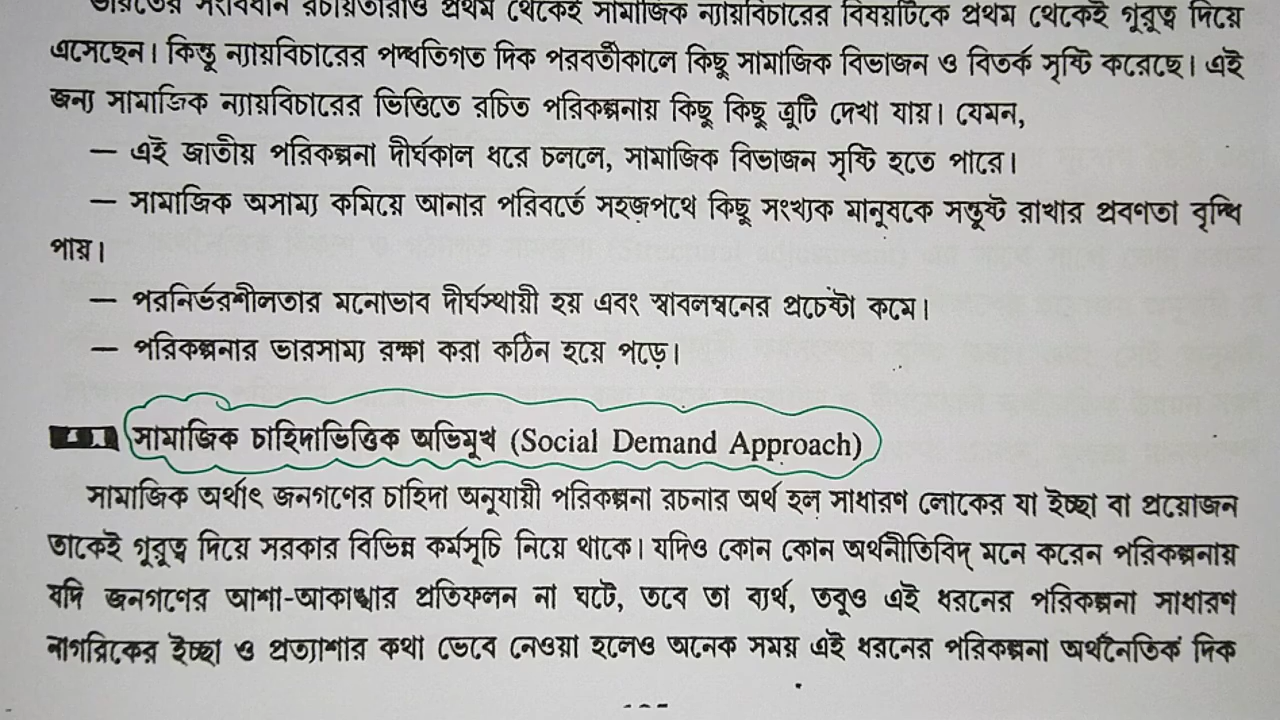 ভারতের সংবিধান রচয়িতারাও প্রথম থেকেই সামাজিক ন্যায়বিচারের বিষয়টিকে প্রথম থেকেই গুরুত্ব দিয়ে
এসেছেন। কিন্তু ন্যায়বিচারের পদ্ধতিগত দিক পরবর্তীকালে কিছু সামাজিক বিভাজন ও বিতর্ক সৃষ্টি করেছে। এই
জন্য সামাজিক ন্যায়বিচারের ভিত্তিতে রচিত পরিকল্পনায় কিছু কিছু ত্রুটি দেখা যায়। যেমন,
— এই জাতীয় পরিকল্পনা দীর্ঘকাল ধরে চললে, সামাজিক বিভাজন সৃষ্টি হতে পারে।
— সামাজিক অসাম্য কমিয়ে আনার পরিবর্তে সহজপথে কিছু সংখ্যক মানুষকে সন্তুষ্ট রাখার প্রবণতা বৃদ্ধি
পায়।
— পরনির্ভরশীলতার মনোভাব দীর্ঘস্থায়ী হয় এবং স্বাবলম্বনের প্রচেষ্টা কমে।
— পরিকল্পনার ভারসাম্য রক্ষা করা কঠিন হয়ে পড়ে।
সামাজিক চাহিদাভিত্তিক অভিমুখ (Social Demand Approach)
সামাজিক অর্থাৎ জনগণের চাহিদা অনুযায়ী পরিকল্পনা রচনার অর্থ হল সাধারণ লোকের যা ইচ্ছা বা প্রয়োজন
তাকেই গুরুত্ব দিয়ে সরকার বিভিন্ন কর্মসূচি নিয়ে থাকে। যদিও কোন কোন অর্থনীতিবিদ্ মনে করেন পরিকল্পনায়
যদি জনগণের আশা-আকাঙ্খার প্রতিফলন না ঘটে, তবে তা ব্যর্থ, তবুও এই ধরনের পরিকল্পনা সাধারণ
নাগরিকের ইচ্ছা ও প্রত্যাশার কথা ভেবে নেওয়া হলেও অনেক সময় এই ধরনের পরিকল্পনা অর্থনৈতিক দিক